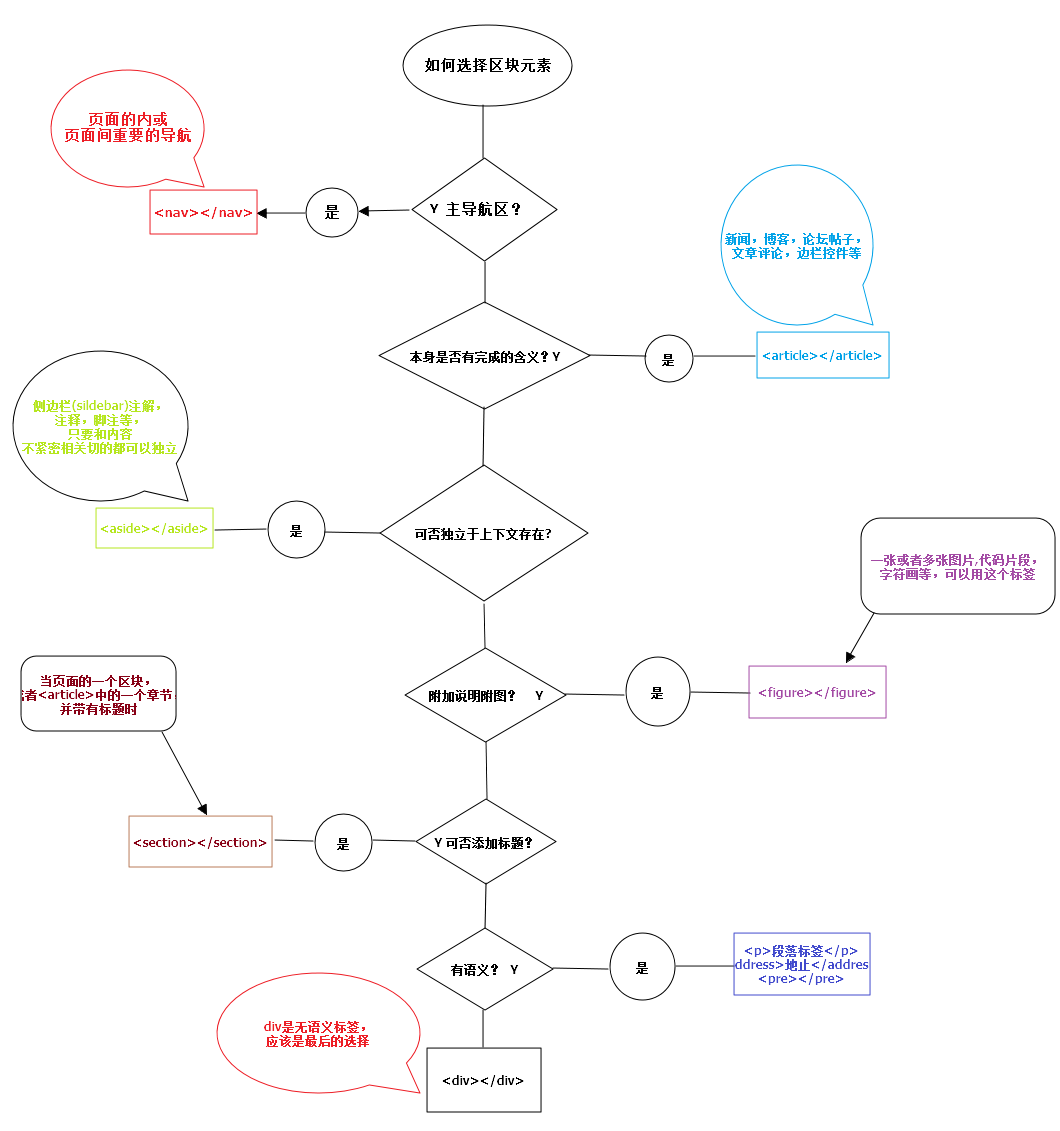 如何选择区块元素
页面的内或
页面间重要的导航
<nav></nav>
是
Y 主导航区？
新闻，博客，论坛帖子，
文章评论，边栏控件等
本身是否有完成的含义？Y
是
<article></article>
侧边栏(sildebar)注解，
注释，脚注等，
只要和内容
不紧密相关切的都可以独立
<aside></aside>
是
可否独立于上下文存在？
一张或者多张图片,代码片段，
字符画等，可以用这个标签
附加说明附图？ Y
是
<figure></figure>
当页面的一个区块，
者<article>中的一个章节
并带有标题时
<section></section>
是
Y 可否添加标题？
有语义？ Y
是
<p>段落标签</p>
ddress>地止</addres
<pre></pre>
div是无语义标签，
应该是最后的选择
<div></div>